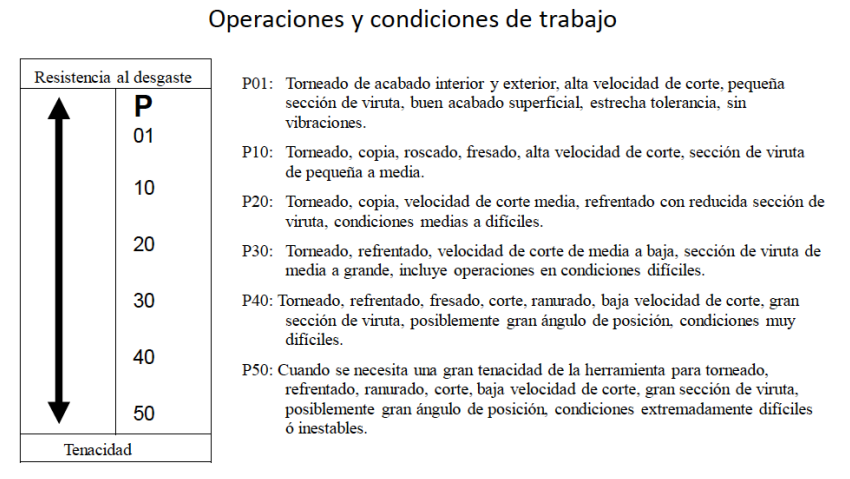 Operaciones y condiciones de trabajo
Resistencia al desgaste
P
01
10
20
30
40
50
Tenacidad
P01: Torneado de acabado interior y exterior, alta velocidad de corte, pequeña
sección de viruta, buen acabado superficial, estrecha tolerancia, sin
vibraciones.
P10: Torneado, copia, roscado, fresado, alta velocidad de corte, sección de viruta
de pequeña a media.
P20: Torneado, copia, velocidad de corte media, refrentado con reducida sección de
viruta, condiciones medias a difíciles.
P30: Torneado, refrentado, velocidad de corte de media a baja, sección de viruta de
media a grande, incluye operaciones en condiciones difíciles.
P40: Torneado, refrentado, fresado, corte, ranurado, baja velocidad de corte, gran
sección de viruta, posiblemente gran ángulo de posición, condiciones muy
difíciles.
P50: Cuando se necesita una gran tenacidad de la herramienta para torneado,
refrentado, ranurado, corte, baja velocidad de corte, gran sección de viruta,
posiblemente gran ángulo de posición, condiciones extremadamente difíciles
ó inestables.